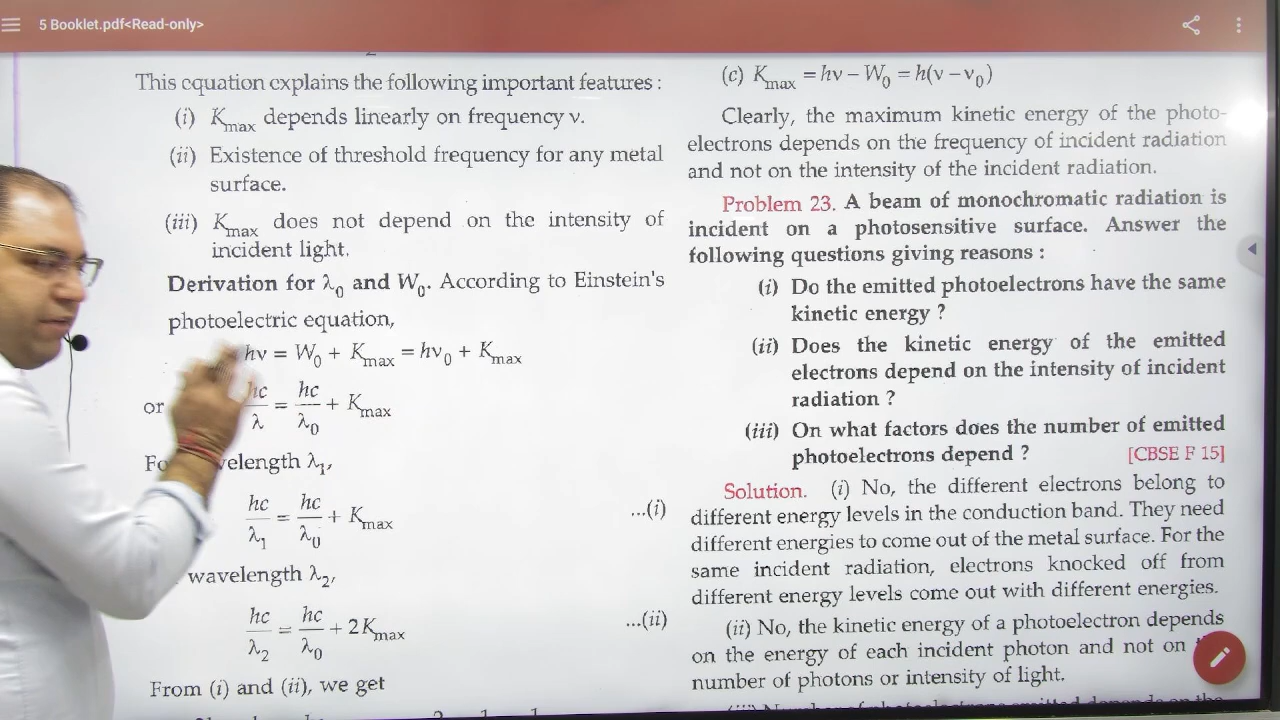 5 Booklet.pdf<Read-only>
This equation explains the following important features :
(i) Kmax depends linearly on frequency ν.
(ii) Existence of threshold frequency for any metal
surface.
(iii) Kmax does not depend on the intensity of
incident light.
Derivation for λ0 and W0. According to Einstein's
photoelectric equation,
hν = W0 + Kmax = hν0 + Kmax
or hc/λ = hc/λ0 + Kmax
λ1,
hc/λ1 = hc/λ0 + Kmax ...(i)
wavelength λ2,
hc/λ2 = hc/λ0 + 2Kmax ...(ii)
From (i) and (ii), we get
(c) Kmax = hν − W0 = h(ν − ν0)
Clearly, the maximum kinetic energy of the photo-
electrons depends on the frequency of incident radiation
and not on the intensity of the incident radiation.
Problem 23. A beam of monochromatic radiation is
incident on a photosensitive surface. Answer the
following questions giving reasons :
(i) Do the emitted photoelectrons have the same
kinetic energy ?
(ii) Does the kinetic energy of the emitted
electrons depend on the intensity of incident
radiation ?
(iii) On what factors does the number of emitted
photoelectrons depend ? [CBSE F 15]
Solution. (i) No, the different electrons belong to
different energy levels in the conduction band. They need
different energies to come out of the metal surface. For the
same incident radiation, electrons knocked off from
different energy levels come out with different energies.
(ii) No, the kinetic energy of a photoelectron depends
on the energy of each incident photon and not on
number of photons or intensity of light.